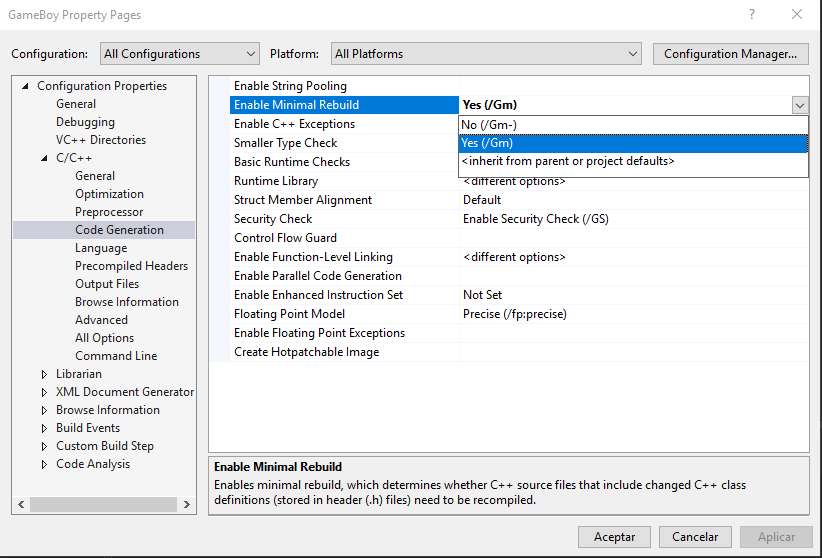 GameBoy Property Pages
Configuration: All Configurations Platform: All Platforms Configuration Manager...
Configuration Properties
General
Debugging
VC++ Directories
C/C++
General
Optimization
Preprocessor
Code Generation
Language
Precompiled Headers
Output Files
Browse Information
Advanced
All Options
Command Line
Librarian
XML Document Generator
Browse Information
Build Events
Custom Build Step
Code Analysis
Enable String Pooling
Enable Minimal Rebuild Yes (/Gm)
Enable C++ Exceptions
Smaller Type Check
Basic Runtime Checks
No (/Gm-)
Yes (/Gm)
<inherit from parent or project defaults>
Runtime Library <different options>
Struct Member Alignment Default
Security Check Enable Security Check (/GS)
Control Flow Guard
Enable Function-Level Linking <different options>
Enable Parallel Code Generation
Enable Enhanced Instruction Set Not Set
Floating Point Model Precise (/fp:precise)
Enable Floating Point Exceptions
Create Hotpatchable Image
Enable Minimal Rebuild
Enables minimal rebuild, which determines whether C++ source files that include changed C++ class
definitions (stored in header (.h) files) need to be recompiled.
Aceptar Cancelar Aplicar